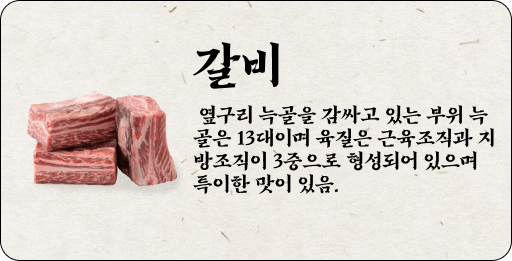 갈비
옆구리 늑골을 감싸고 있는 부위 늑
골은 13대이며 육질은 근육조직과 지
방조직이 3중으로 형성되어 있으며
특이한 맛이 있음.